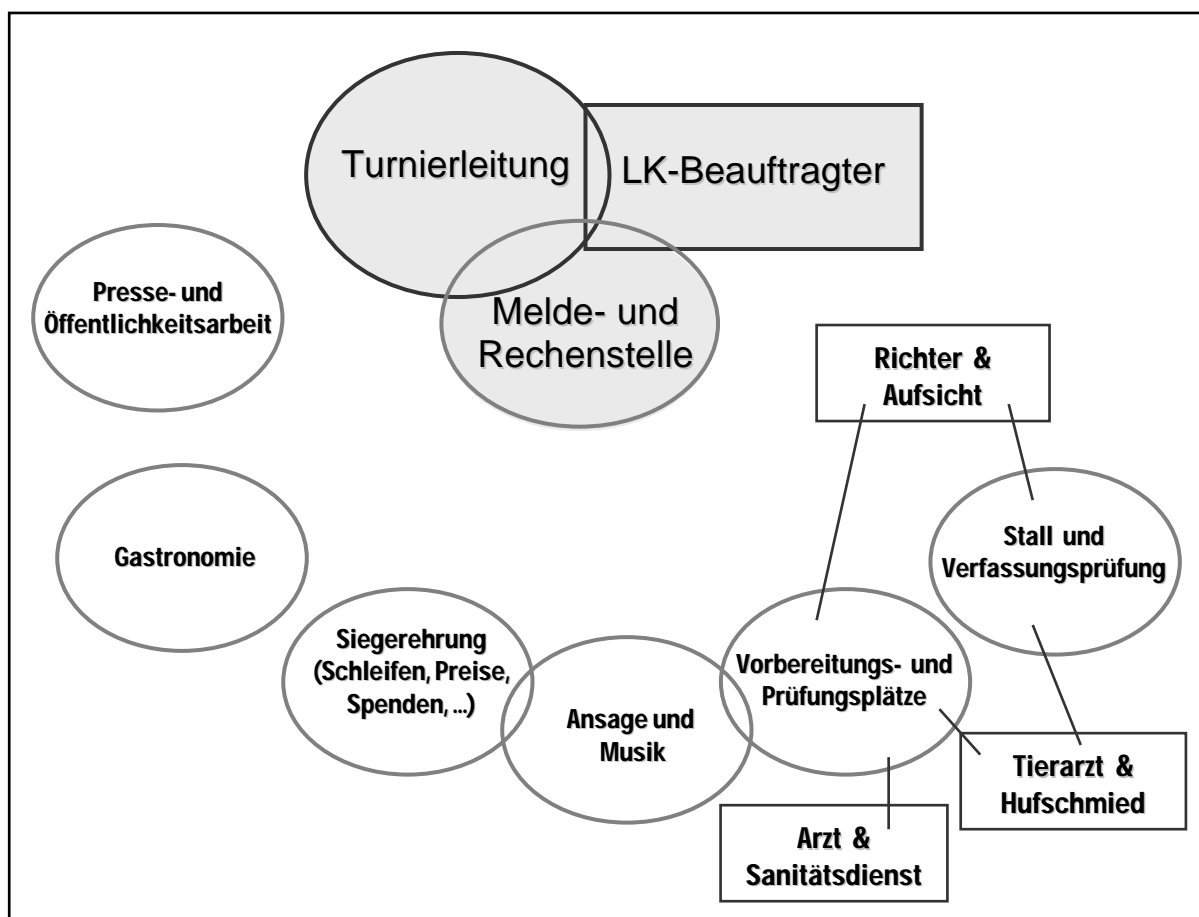 Turnierleitung
LK-Beauftragter
Melde- und
Rechenstelle
Presse- und
Öffentlichkeitsarbeit
Richter &
Aufsicht
Gastronomie
Stall und
Verfassungsprüfung
Siegerehrung
(Schleifen, Preise,
Spenden, ...)
Ansage und
Musik
Vorbereitungs- und
Prüfungsplätze
Tierarzt &
Hufschmied
Arzt &
Sanitätsdienst